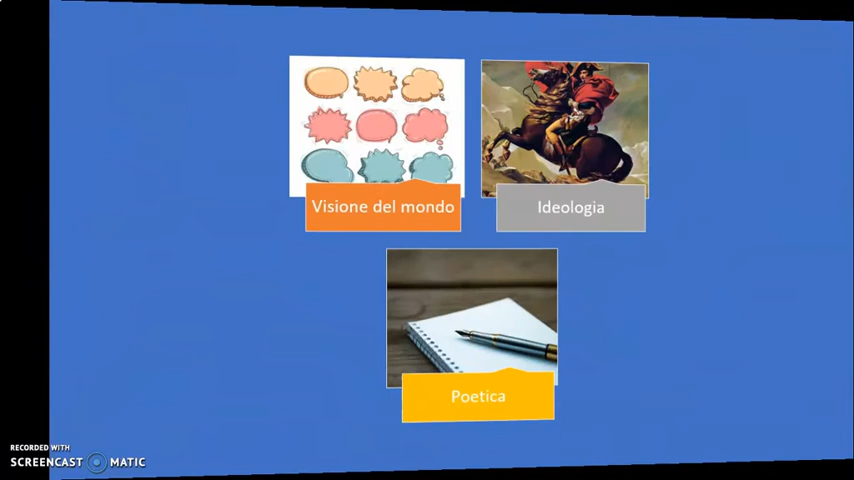 Visione del mondo
Ideologia
Poetica
RECORDED WITH
SCREENCAST MATIC